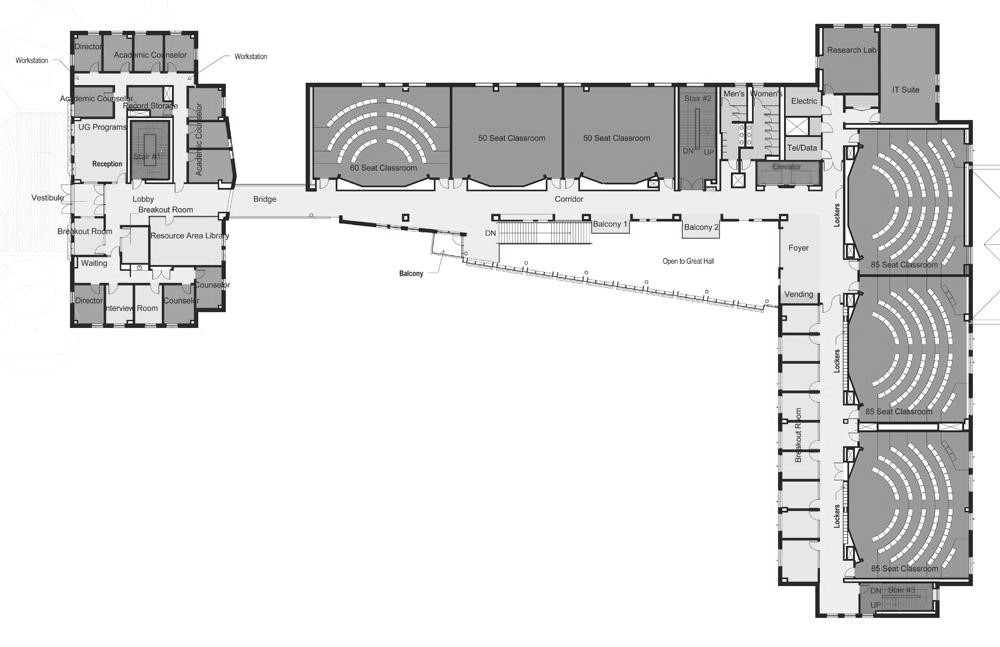 Director
Academic Counselor
Workstation
Workstation
Academic Counselor
Record Storage
Academic Counselor
UG Programs
Stair #1
Reception
Vestibule
Lobby
Breakout Room
Breakout Room
Resource Area Library
Waiting
Director
Interview
Room
Counselor
Counselor
Bridge
60 Seat Classroom
50 Seat Classroom
50 Seat Classroom
Stair #2
DN
UP
Men's
Women's
Electric
Tel/Data
Elevator
Research Lab
IT Suite
Corridor
DN
Balcony 1
Balcony 2
Balcony
Open to Great Hall
Foyer
Vending
Lockers
85 Seat Classroom
Lockers
85 Seat Classroom
Breakout Room
Lockers
85 Seat Classroom
DN
Stair #3
UP